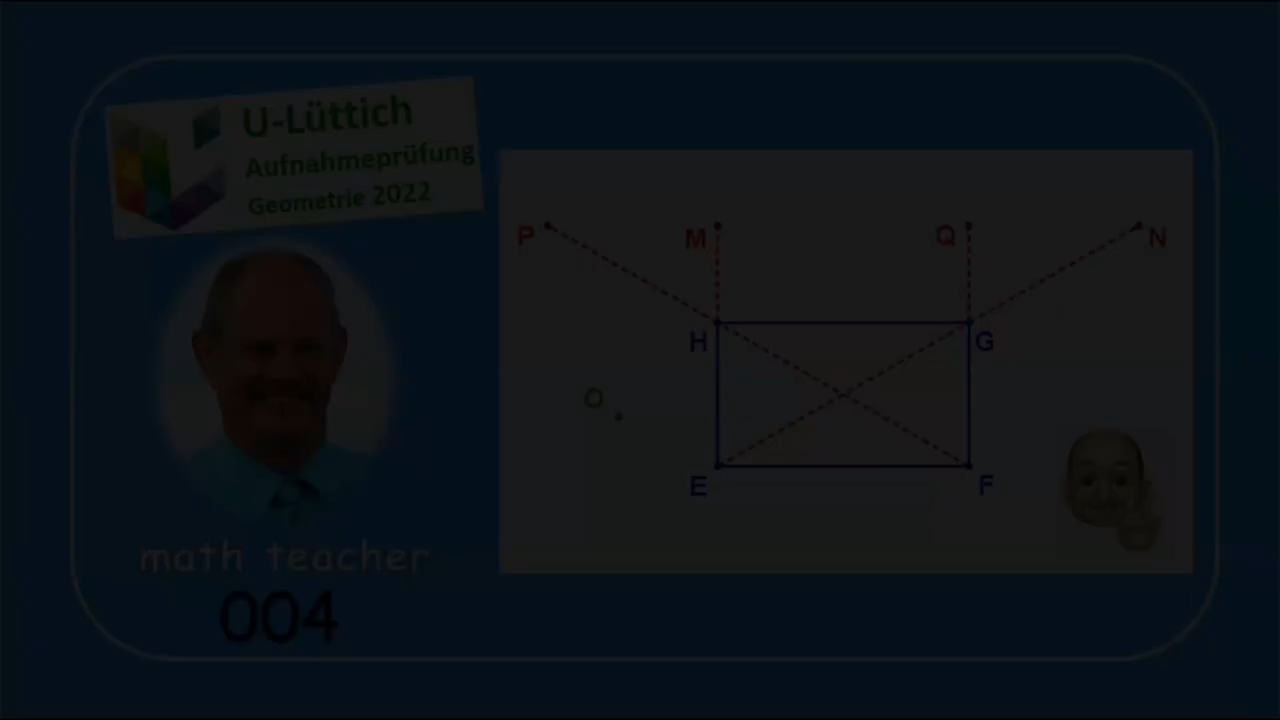 U-Lüttich
Aufnahmeprüfung
Geometrie 2022
P
M
Q
N
H
G
O
E
F
math teacher
004